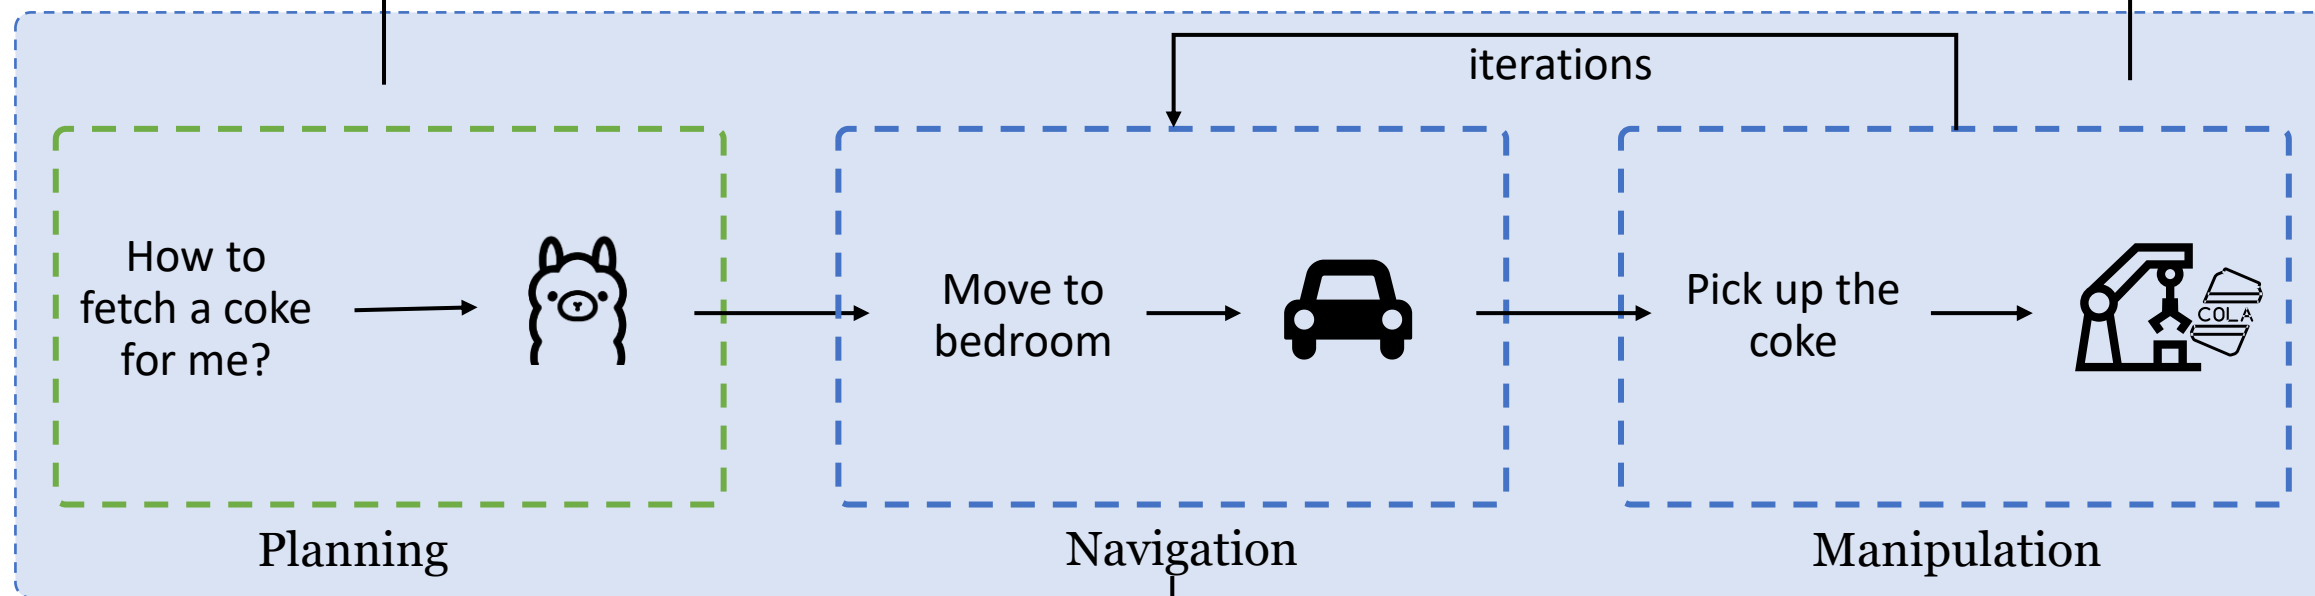 iterations
How to
fetch a coke
for me?
Move to
bedroom
Pick up the
coke
COLA
Planning
Navigation
Manipulation